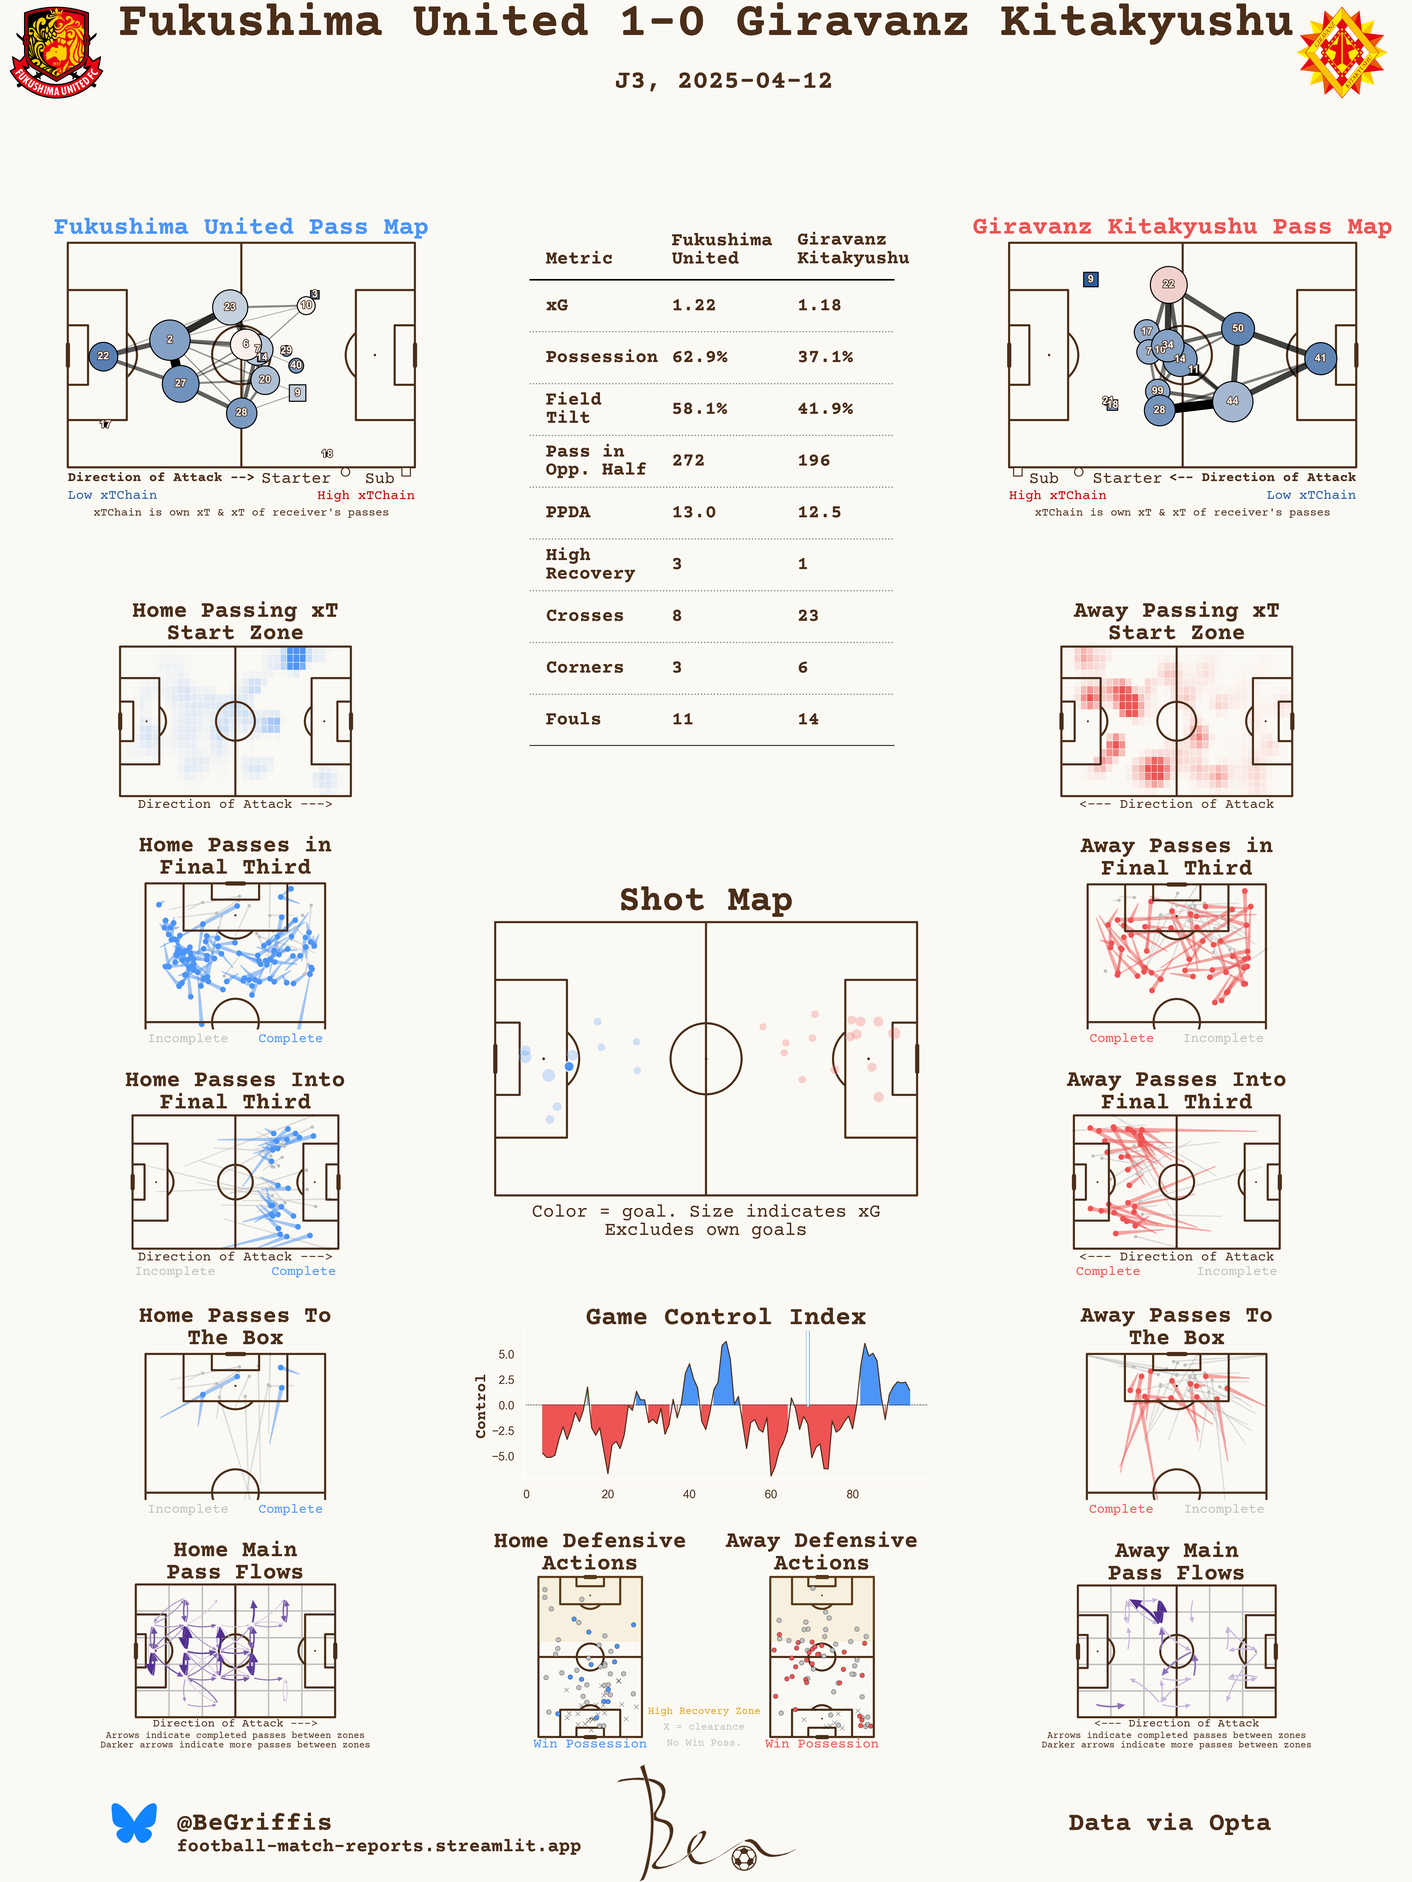 Fukushima United 1-0 Giravanz Kitakyushu
J3, 2025-04-12
FUKUSHIMA UNITED FC
GIRAVANZ
KITAKYUSHU
Fukushima United Pass Map
22
2
27
23
28
6
7
14
20
10
3
29
40
9
17
18
Direction of Attack --> Starter Sub
Low xTChain High xTChain
xTChain is own xT & xT of receiver's passes
Metric Fukushima United Giravanz Kitakyushu
xG 1.22 1.18
Possession 62.9% 37.1%
Field Tilt 58.1% 41.9%
Pass in Opp. Half 272 196
PPDA 13.0 12.5
High Recovery 3 1
Crosses 8 23
Corners 3 6
Fouls 11 14
Giravanz Kitakyushu Pass Map
9
22
17
7
10
34
14
11
50
41
99
28
44
21
18
Sub Starter <-- Direction of Attack
High xTChain Low xTChain
xTChain is own xT & xT of receiver's passes
Home Passing xT
Start Zone
Direction of Attack --->
Away Passing xT
Start Zone
<--- Direction of Attack
Home Passes in
Final Third
Incomplete Complete
Away Passes in
Final Third
Complete Incomplete
Shot Map
Color = goal. Size indicates xG
Excludes own goals
Home Passes Into
Final Third
Direction of Attack --->
Incomplete Complete
Away Passes Into
Final Third
<--- Direction of Attack
Complete Incomplete
Home Passes To
The Box
Incomplete Complete
Game Control Index
Control
5.0
2.5
0.0
−2.5
−5.0
0 20 40 60 80
Away Passes To
The Box
Complete Incomplete
Home Main
Pass Flows
Direction of Attack --->
Arrows indicate completed passes between zones
Darker arrows indicate more passes between zones
Home Defensive
Actions
Win Possession
Away Defensive
Actions
Win Possession
High Recovery Zone
X = clearance
No Win Poss.
Away Main
Pass Flows
<--- Direction of Attack
Arrows indicate completed passes between zones
Darker arrows indicate more passes between zones
@BeGriffis
football-match-reports.streamlit.app
Ben
Data via Opta